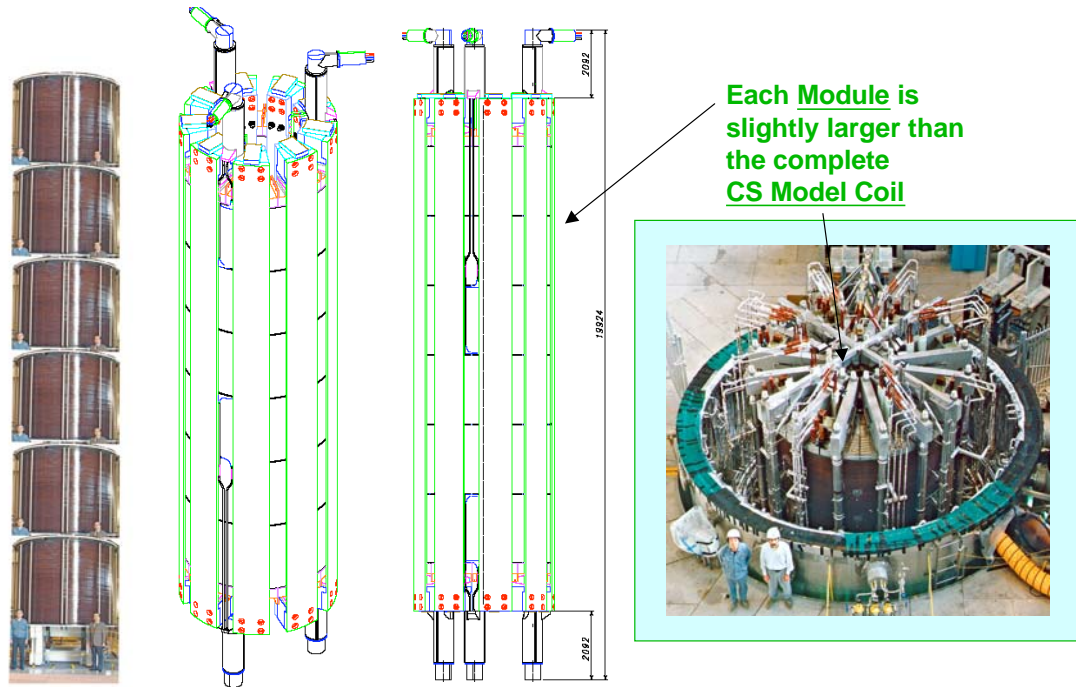 2092
Each Module is
slightly larger than
the complete
CS Model Coil
19924
2092